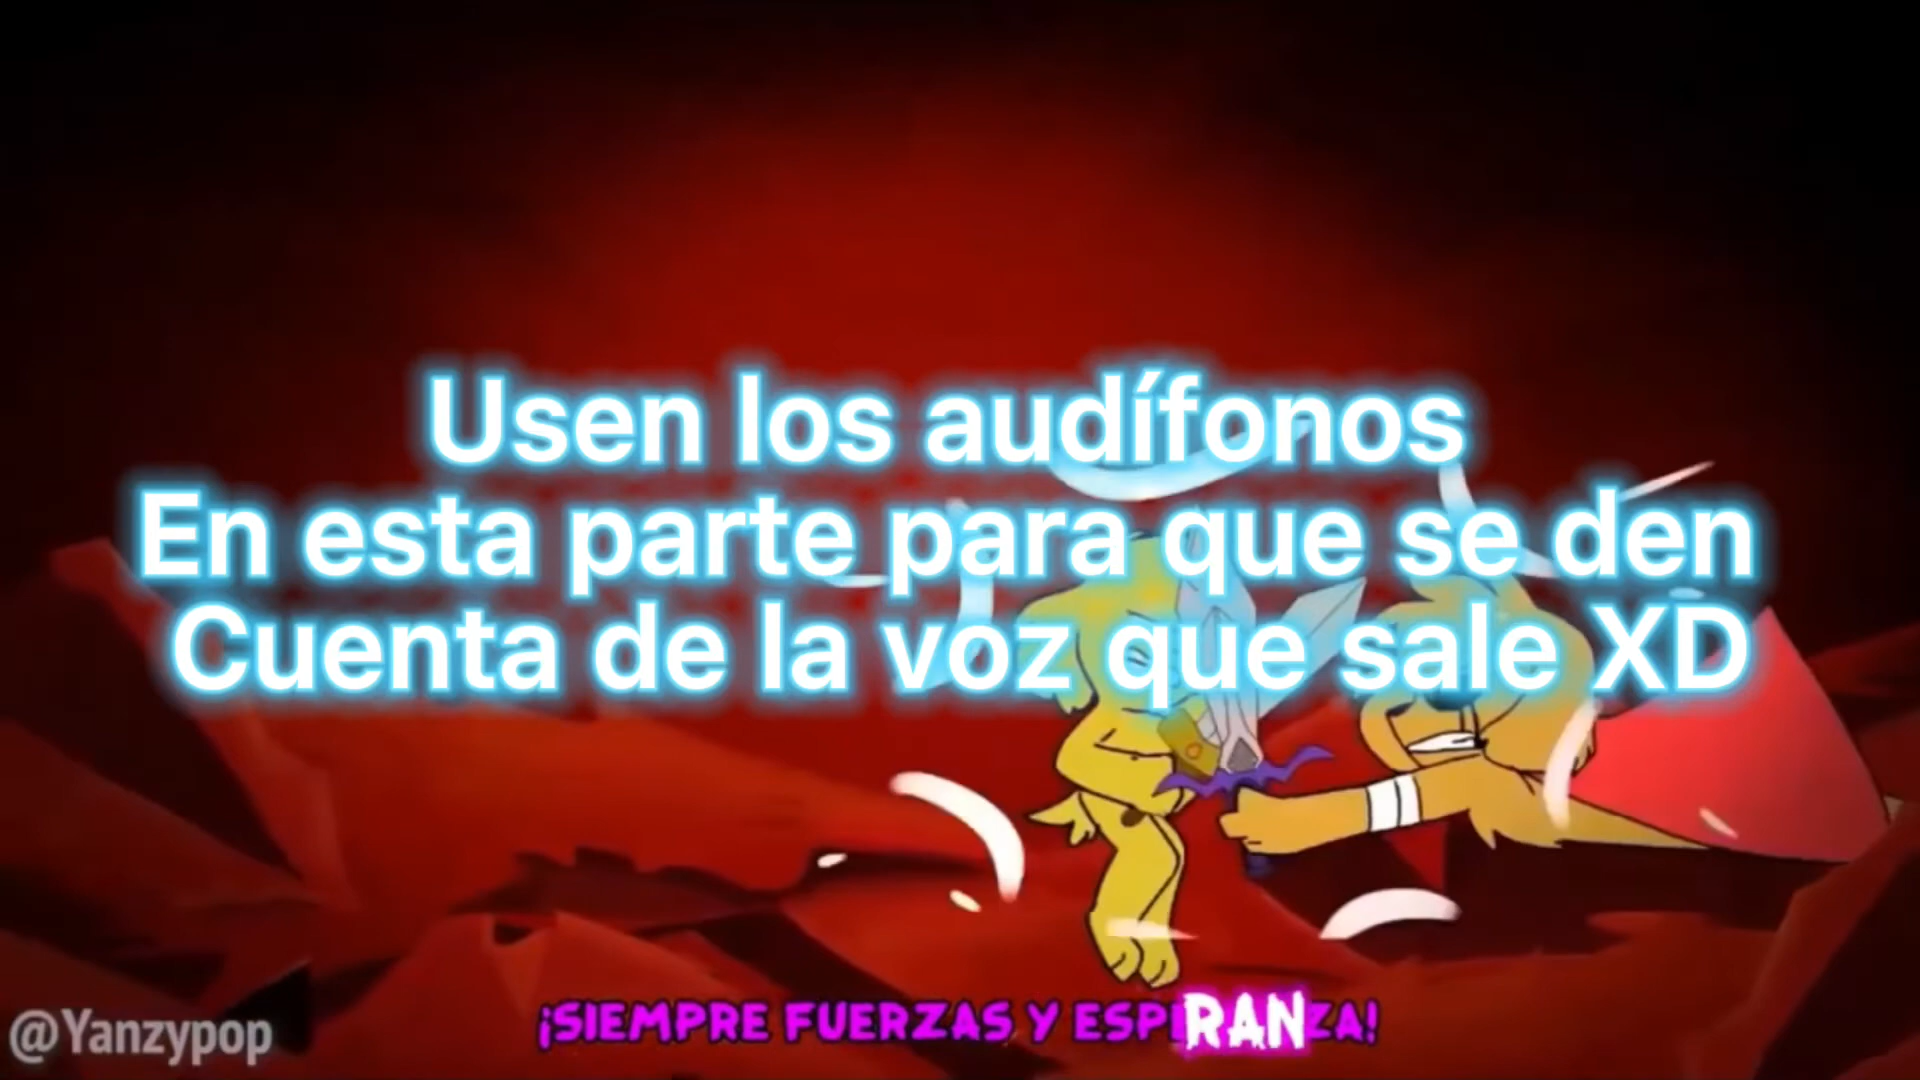 Usen los audífonos
En esta parte para que se den
Cuenta de la voz que sale XD
@Yanzypop
¡SIEMPRE FUERZAS Y ESPERANZA!